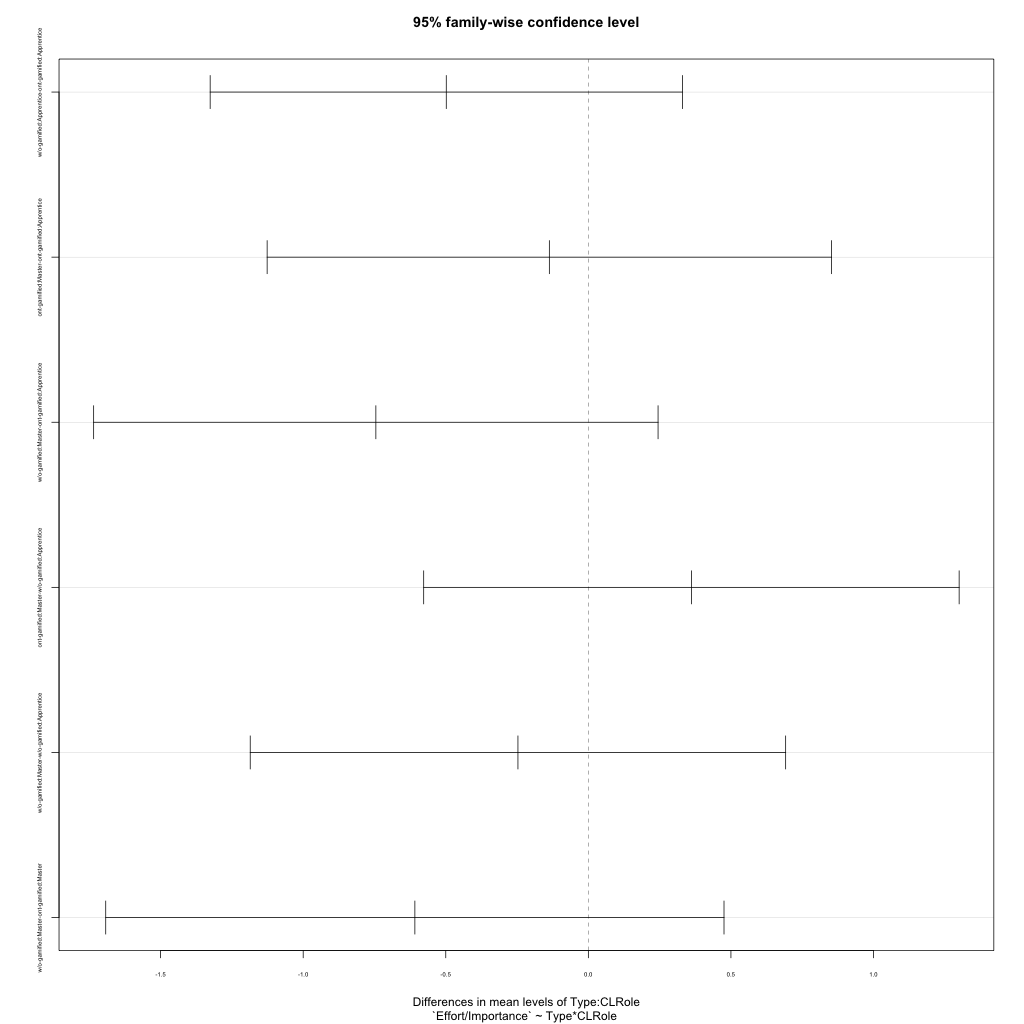 95% family-wise confidence level
w/o-gamified:Apprentice-ont-gamified:Apprentice
ont-gamified:Master-ont-gamified:Apprentice
w/o-gamified:Master-ont-gamified:Apprentice
ont-gamified:Master-w/o-gamified:Apprentice
w/o-gamified:Master-w/o-gamified:Apprentice
w/o-gamified:Master-ont-gamified:Master
-1.5 -1.0 -0.5 0.0 0.5 1.0
Differences in mean levels of Type:CLRole
`Effort/Importance` ~ Type*CLRole